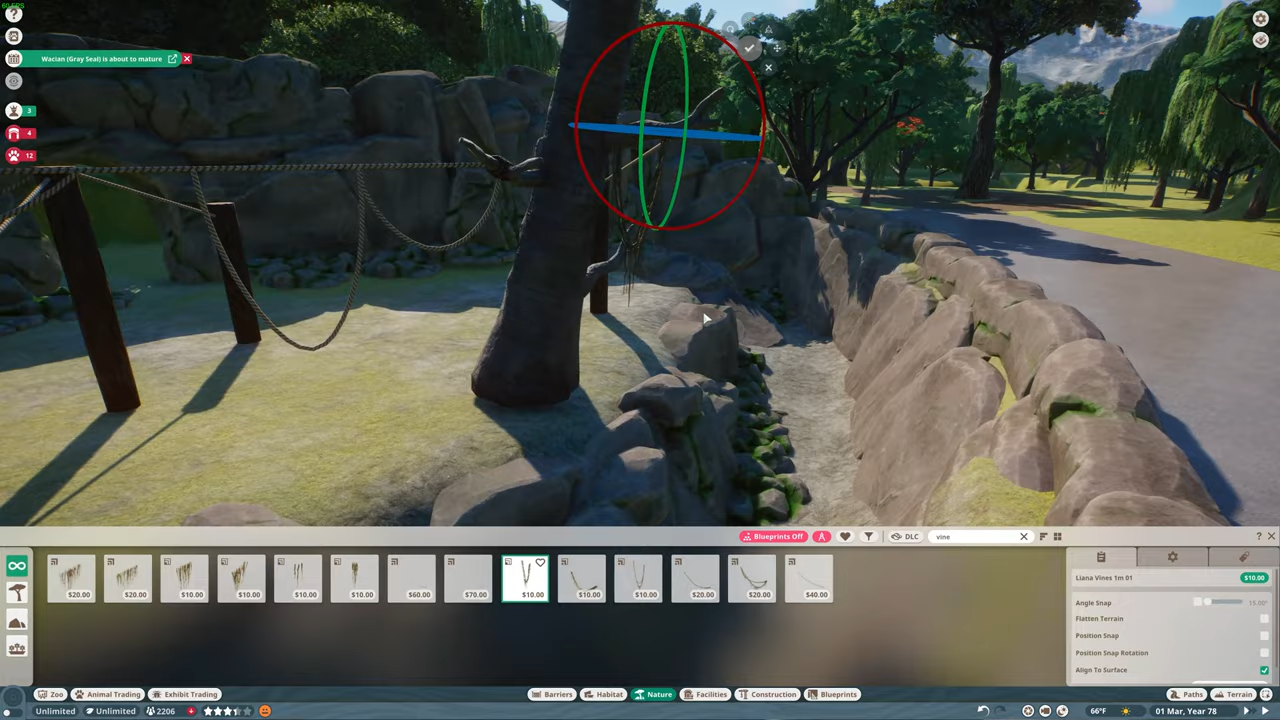 60 FPS
Wacian (Gray Seal) is about to mature
3
4
12
Blueprints Off
DLC
vine
$20.00
$20.00
$10.00
$10.00
$10.00
$10.00
$60.00
$70.00
$10.00
$10.00
$10.00
$20.00
$20.00
$40.00
Liana Vines 1m 01
$10.00
Angle Snap
15.00°
Flatten Terrain
Position Snap
Position Snap Rotation
Align To Surface
Zoo
Animal Trading
Exhibit Trading
Barriers
Habitat
Nature
Facilities
Construction
Blueprints
Paths
Terrain
Unlimited
Unlimited
2206
66°F
01 Mar, Year 78